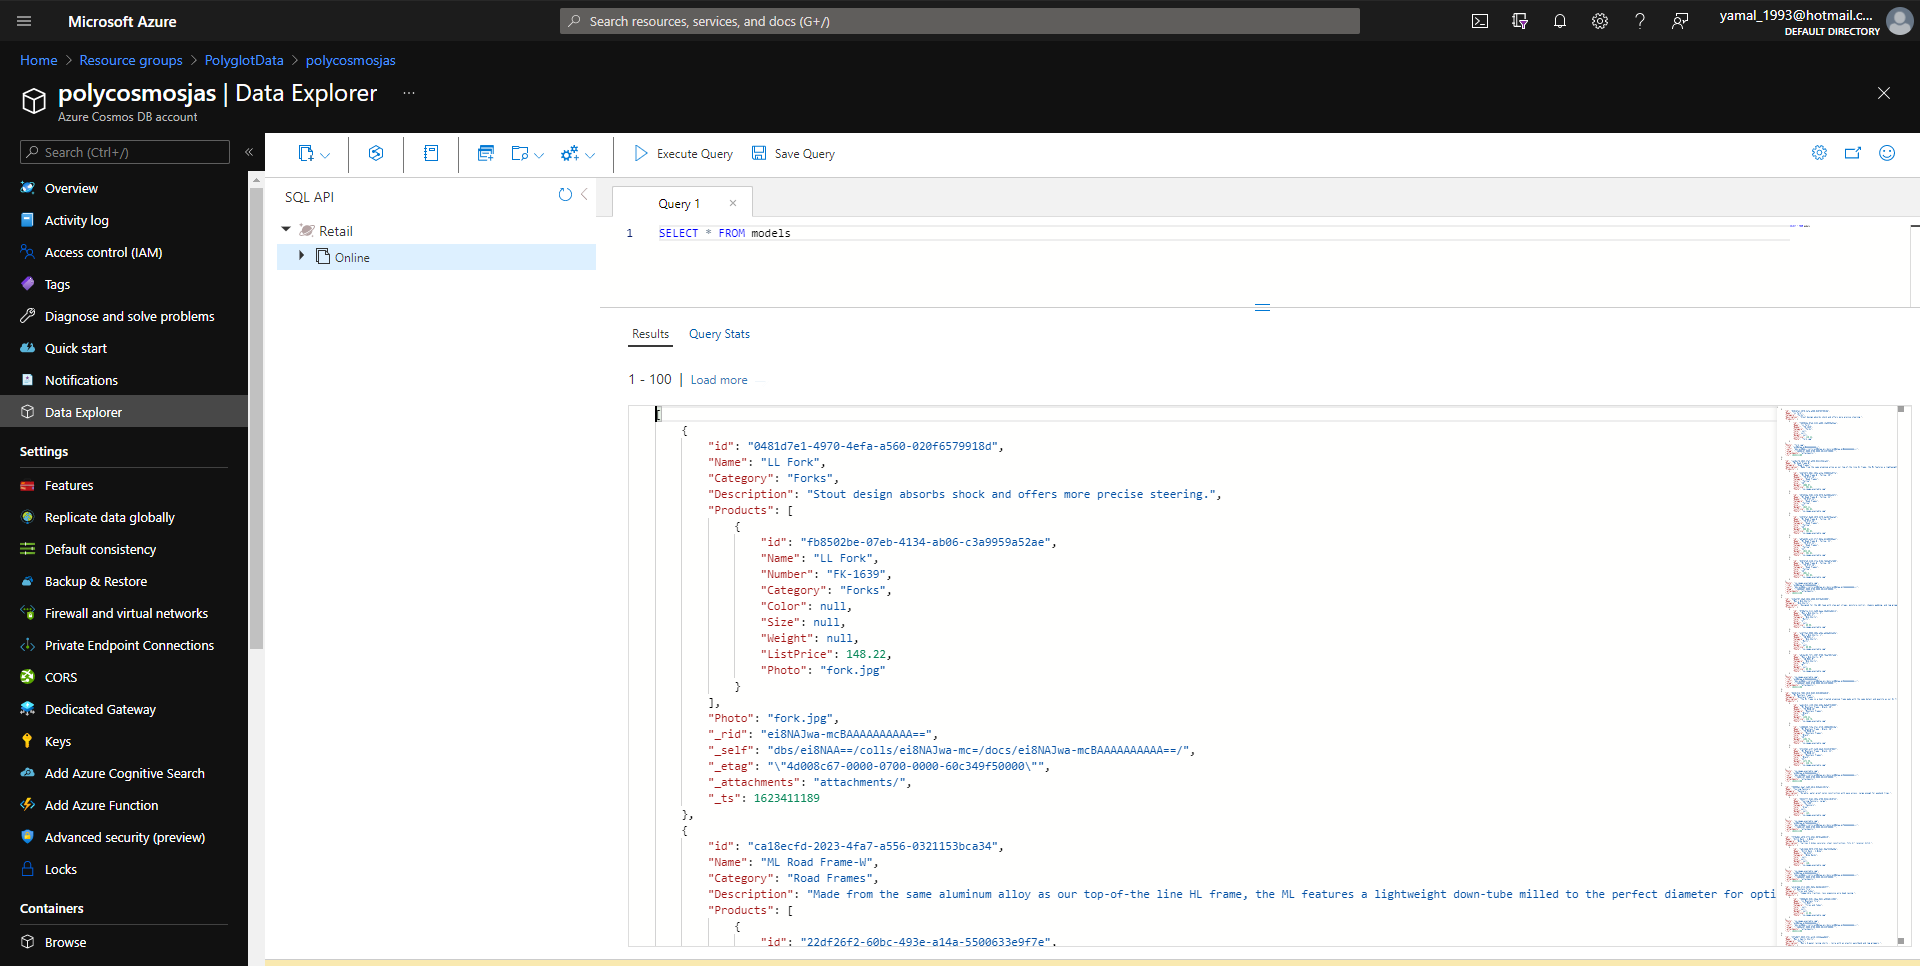 Microsoft Azure
Search resources, services, and docs (G+/)
yamal_1993@hotmail.c...
DEFAULT DIRECTORY
Home > Resource groups > PolyglotData > polycosmosjas
polycosmosjas | Data Explorer ...
Azure Cosmos DB account
Search (Ctrl+/)
«
Overview
Activity log
Access control (IAM)
Tags
Diagnose and solve problems
Quick start
Notifications
Data Explorer
Settings
Features
Replicate data globally
Default consistency
Backup & Restore
Firewall and virtual networks
Private Endpoint Connections
CORS
Dedicated Gateway
Keys
Add Azure Cognitive Search
Add Azure Function
Advanced security (preview)
Locks
Containers
Browse
Execute Query
Save Query
SQL API
Retail
Online
Query 1
1 SELECT * FROM models
Results
Query Stats
1 - 100 | Load more
[
{
"id": "0481d7e1-4970-4efa-a560-020f6579918d",
"Name": "LL Fork",
"Category": "Forks",
"Description": "Stout design absorbs shock and offers more precise steering.",
"Products": [
{
"id": "fb8502be-07eb-4134-ab06-c3a9959a52ae",
"Name": "LL Fork",
"Number": "FK-1639",
"Category": "Forks",
"Color": null,
"Size": null,
"Weight": null,
"ListPrice": 148.22,
"Photo": "fork.jpg"
}
],
"Photo": "fork.jpg",
"_rid": "ei8NAJwa-mcBAAAAAAAAAA==",
"_self": "dbs/ei8NAA==/colls/ei8NAJwa-mc=/docs/ei8NAJwa-mcBAAAAAAAAAA==/",
"_etag": "\"4d008c67-0000-0700-0000-60c349f50000\"",
"_attachments": "attachments/",
"_ts": 1623411189
},
{
"id": "ca18ecfd-2023-4fa7-a556-0321153bca34",
"Name": "ML Road Frame-W",
"Category": "Road Frames",
"Description": "Made from the same aluminum alloy as our top-of-the line HL frame, the ML features a lightweight down-tube milled to the perfect diameter for opti
"Products": [
{
"id": "22df26f2-60bc-493e-a14a-5500633e9f7e",